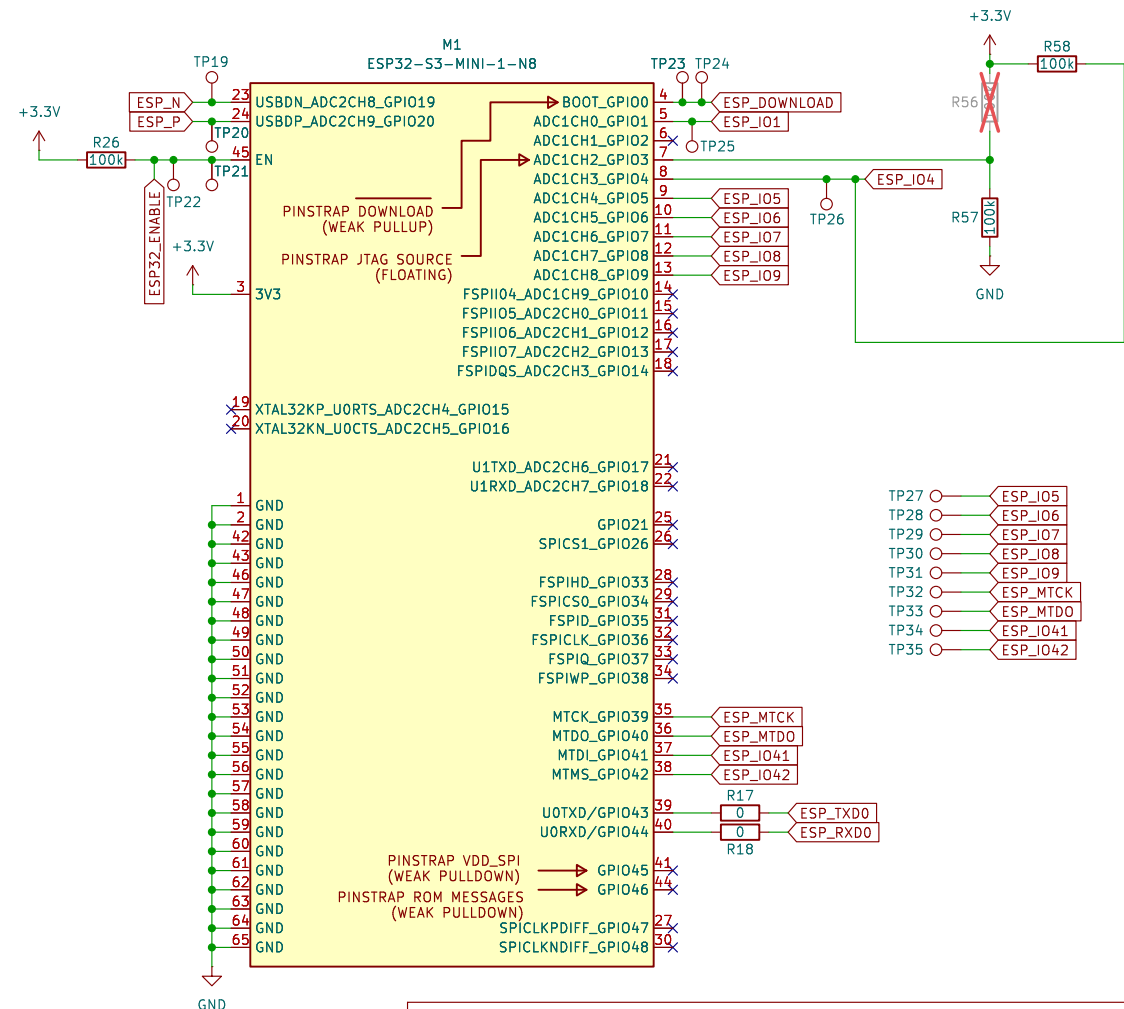 +3.3V
M1
ESP32-S3-MINI-1-N8
R58
100k
TP19
TP23 TP24
ESP_N
23
USBDN_ADC2CH8_GPIO19
BOOT_GPIO0
4
ESP_DOWNLOAD
R56
+3.3V
ESP_P
24
USBDP_ADC2CH9_GPIO20
ADC1CH0_GPIO1
5
ESP_IO1
TP20
ADC1CH1_GPIO2
6
TP25
R26
100k
45
EN
ADC1CH2_GPIO3
7
TP21
ADC1CH3_GPIO4
8
ESP_IO4
TP22
ESP32_ENABLE
ADC1CH4_GPIO5
9
ESP_IO5
PINSTRAP DOWNLOAD
(WEAK PULLUP)
ADC1CH5_GPIO6
10
ESP_IO6
TP26
R57
100k
ADC1CH6_GPIO7
11
ESP_IO7
+3.3V
PINSTRAP JTAG SOURCE
(FLOATING)
ADC1CH7_GPIO8
12
ESP_IO8
ADC1CH8_GPIO9
13
ESP_IO9
3
3V3
FSPIIO4_ADC1CH9_GPIO10
14
GND
FSPIIO5_ADC2CH0_GPIO11
15
FSPIIO6_ADC2CH1_GPIO12
16
FSPIIO7_ADC2CH2_GPIO13
17
FSPIDQS_ADC2CH3_GPIO14
18
19
XTAL32KP_U0RTS_ADC2CH4_GPIO15
20
XTAL32KN_U0CTS_ADC2CH5_GPIO16
U1TXD_ADC2CH6_GPIO17
21
U1RXD_ADC2CH7_GPIO18
22
1
GND
2
GND
GPIO21
25
42
GND
SPICS1_GPIO26
26
43
GND
46
GND
FSPIHD_GPIO33
28
47
GND
FSPICS0_GPIO34
29
48
GND
FSPID_GPIO35
31
49
GND
FSPICLK_GPIO36
32
50
GND
FSPIQ_GPIO37
33
51
GND
FSPIWP_GPIO38
34
52
GND
53
GND
MTCK_GPIO39
35
ESP_MTCK
54
GND
MTDO_GPIO40
36
ESP_MTDO
55
GND
MTDI_GPIO41
37
ESP_IO41
56
GND
MTMS_GPIO42
38
ESP_IO42
57
GND
R17
58
GND
U0TXD/GPIO43
39
0
ESP_TXD0
59
GND
U0RXD/GPIO44
40
0
ESP_RXD0
R18
60
GND
61
GND
PINSTRAP VDD_SPI
(WEAK PULLDOWN)
GPIO45
41
62
GND
GPIO46
44
PINSTRAP ROM MESSAGES
(WEAK PULLDOWN)
63
GND
64
GND
SPICLKPDIFF_GPIO47
27
65
GND
SPICLKNDIFF_GPIO48
30
GND
TP27
ESP_IO5
TP28
ESP_IO6
TP29
ESP_IO7
TP30
ESP_IO8
TP31
ESP_IO9
TP32
ESP_MTCK
TP33
ESP_MTDO
TP34
ESP_IO41
TP35
ESP_IO42